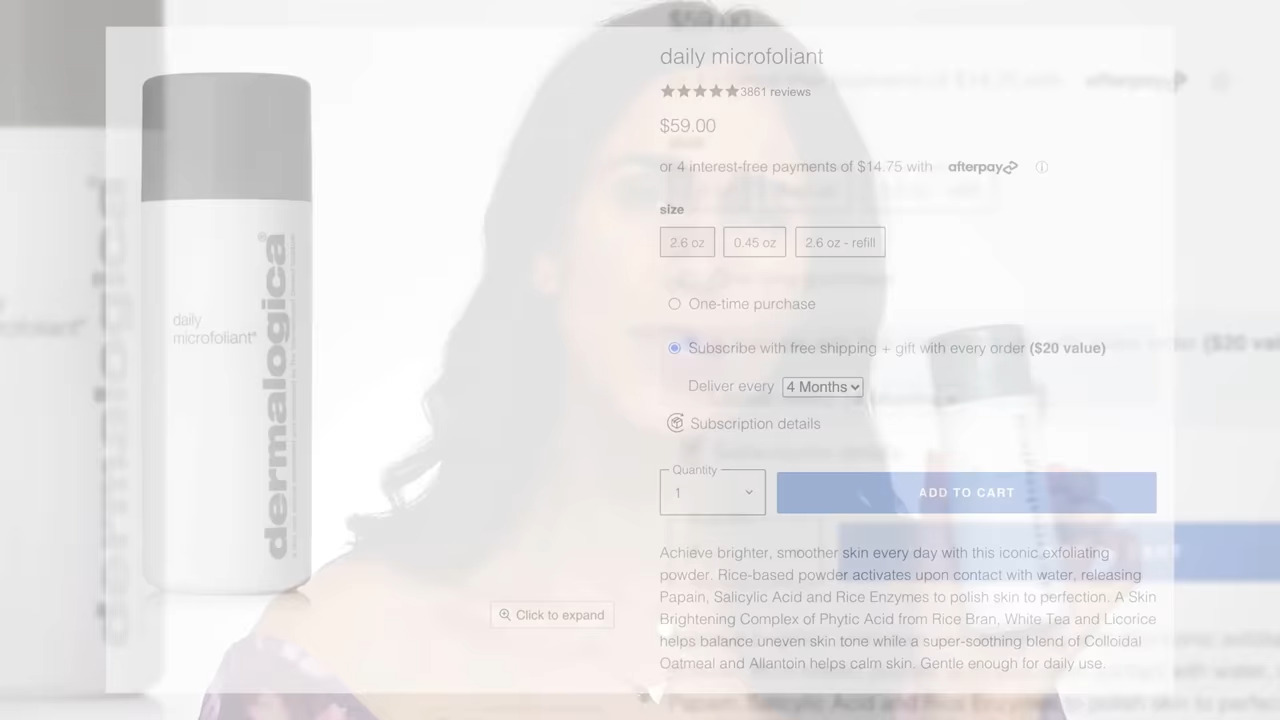 $59.00
daily microfoliant
3861 reviews
$59.00
or 4 interest-free payments of $14.75 with afterpay
size
2.6 oz
0.45 oz
2.6 oz - refill
One-time purchase
Subscribe with free shipping + gift with every order ($20 value)
Deliver every 4 Months
Subscription details
Quantity
1
ADD TO CART
Achieve brighter, smoother skin every day with this iconic exfoliating
powder. Rice-based powder activates upon contact with water, releasing
Papain, Salicylic Acid and Rice Enzymes to polish skin to perfection. A Skin
Brightening Complex of Phytic Acid from Rice Bran, White Tea and Licorice
helps balance uneven skin tone while a super-soothing blend of Colloidal
Oatmeal and Allantoin helps calm skin. Gentle enough for daily use.
Click to expand
daily
microfoliant®
dermalogica®
dermalogica
afterpay
($20